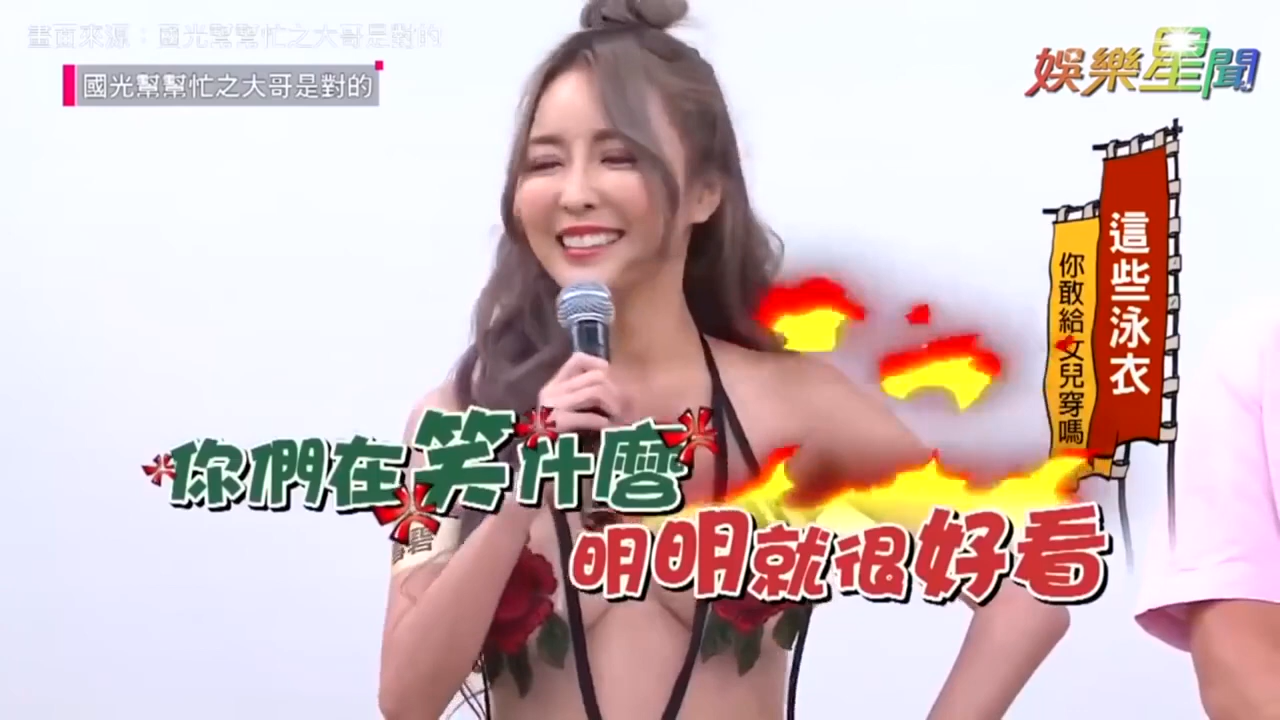 畫面來源：國光幫幫忙之大哥是對的
國光幫幫忙之大哥是對的
娛樂星聞
這些泳衣
你敢給女兒穿嗎
你們在笑什麼
明明就很好看